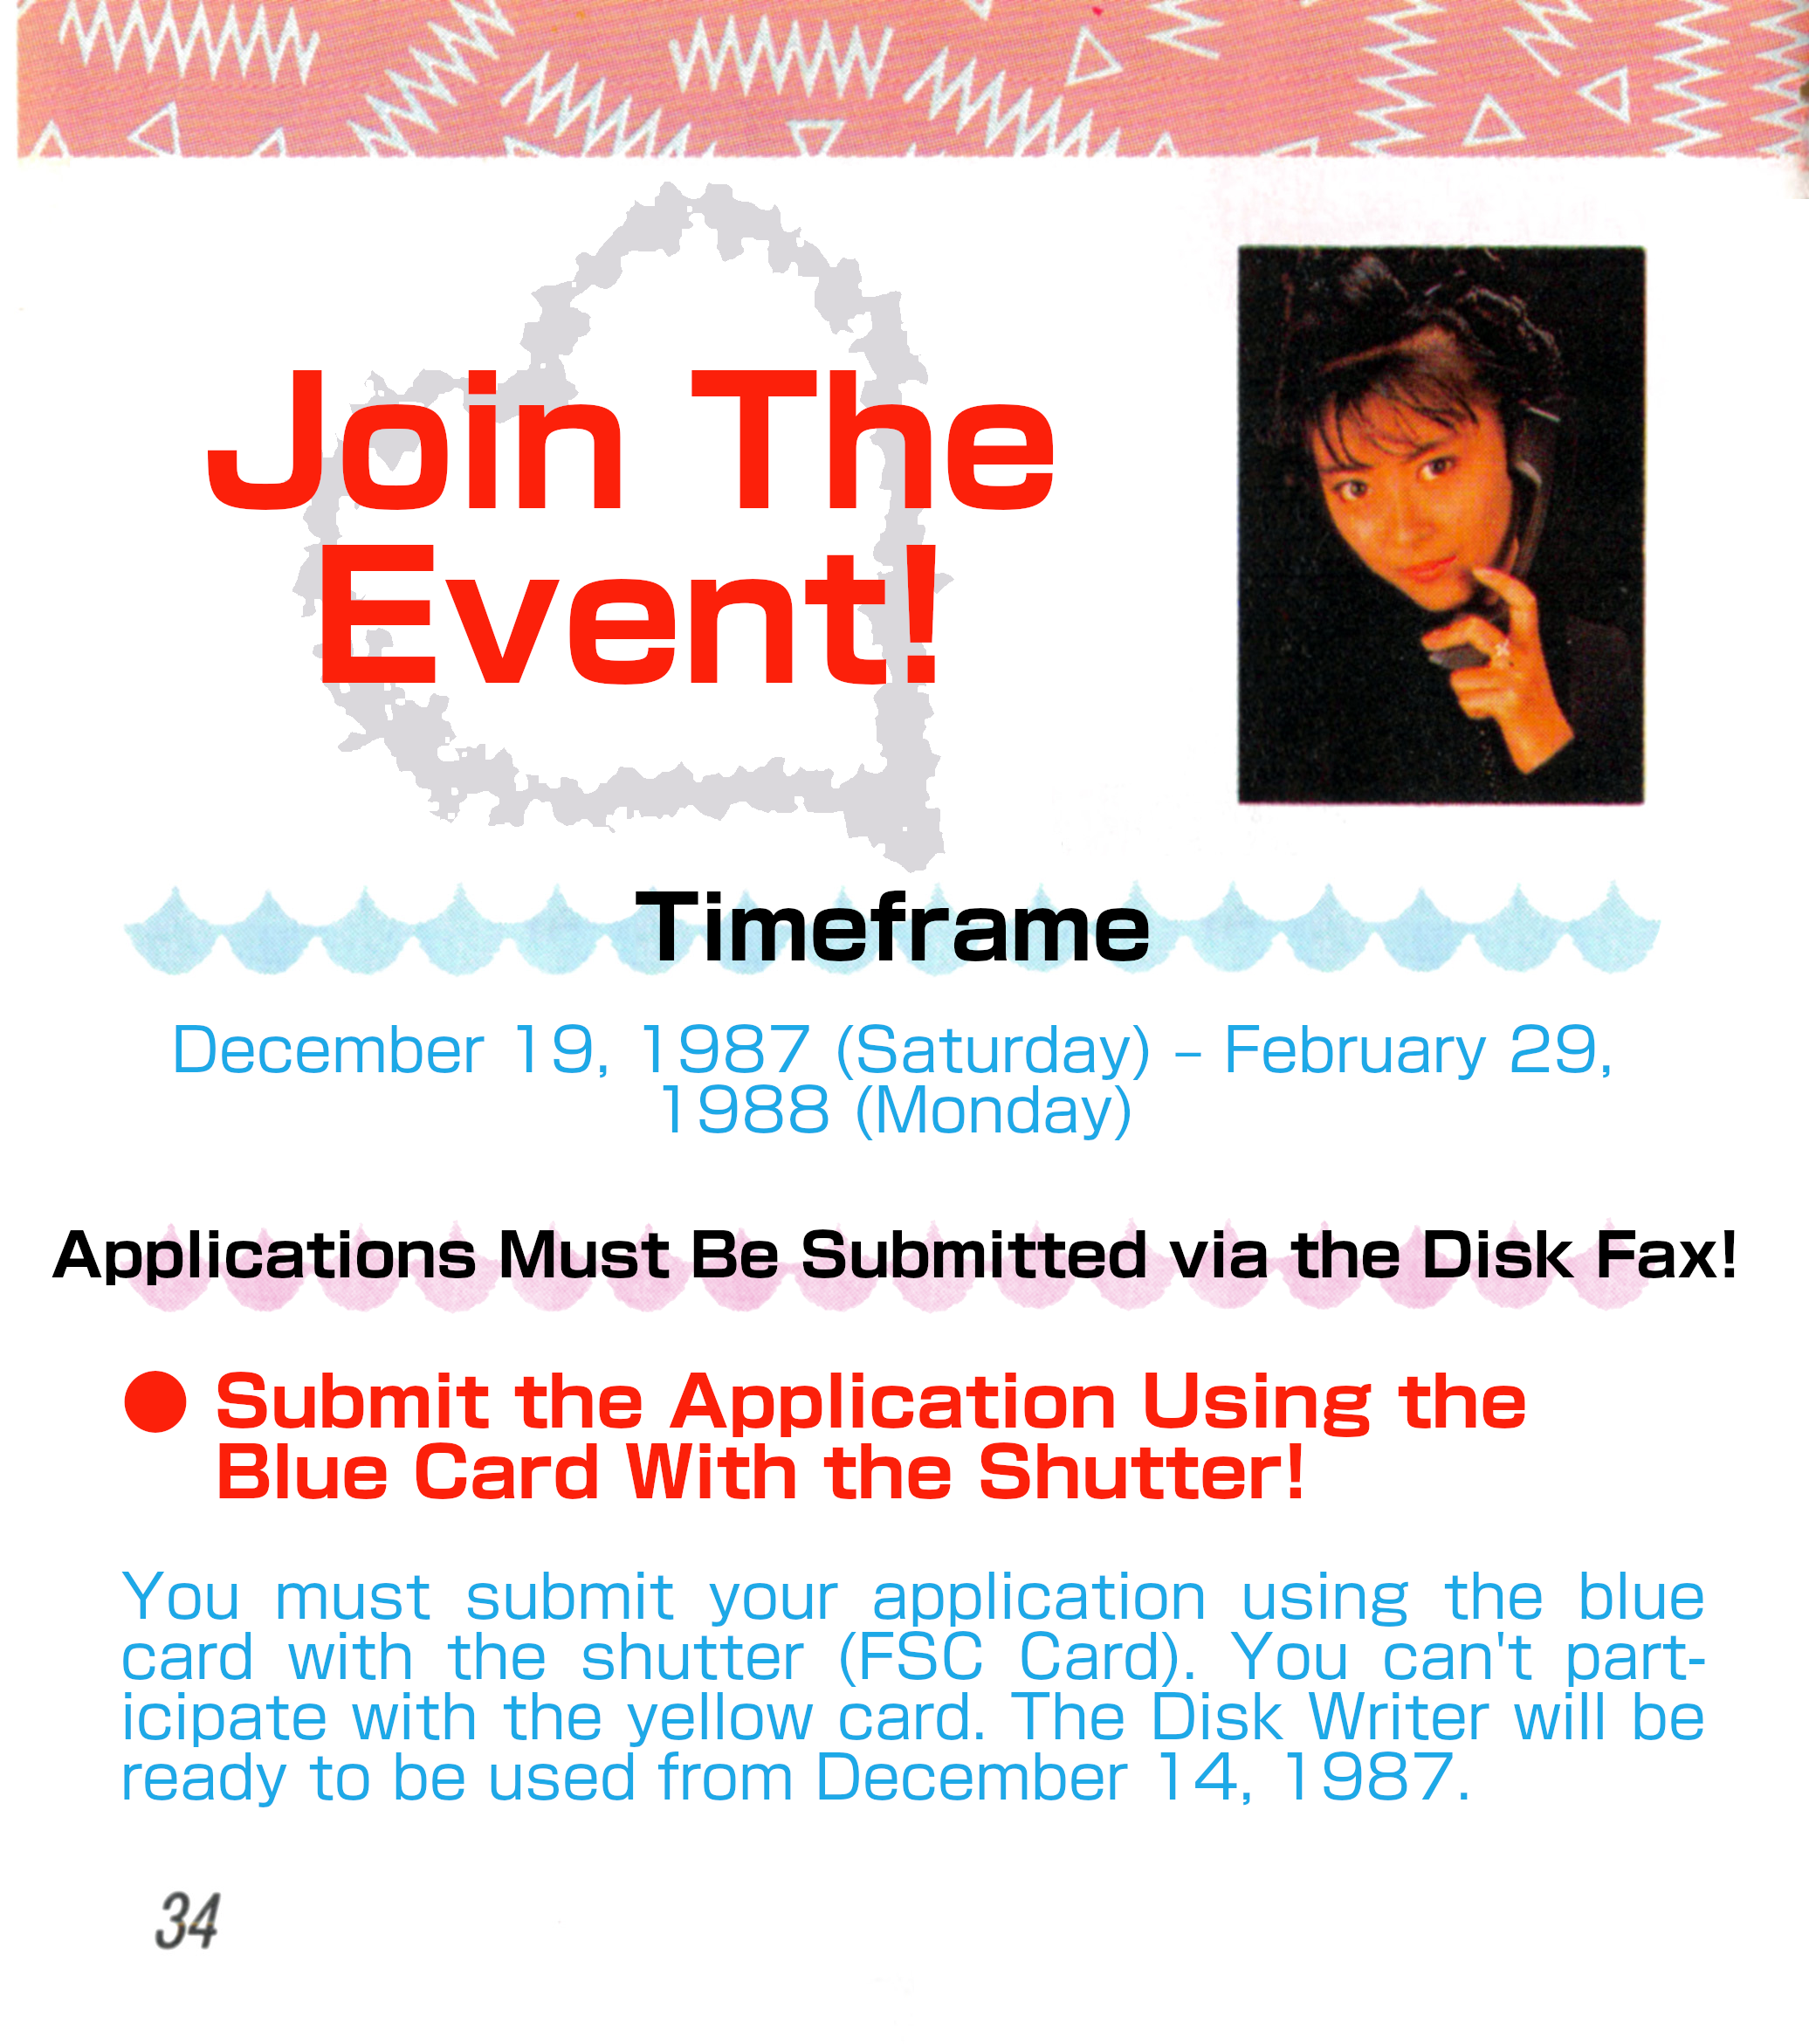 Join The
Event!
Timeframe
December 19, 1987 (Saturday) – February 29,
1988 (Monday)
Applications Must Be Submitted via the Disk Fax!
● Submit the Application Using the
Blue Card With the Shutter!
You must submit your application using the blue
card with the shutter (FSC Card). You can't part-
icipate with the yellow card. The Disk Writer will be
ready to be used from December 14, 1987.
34